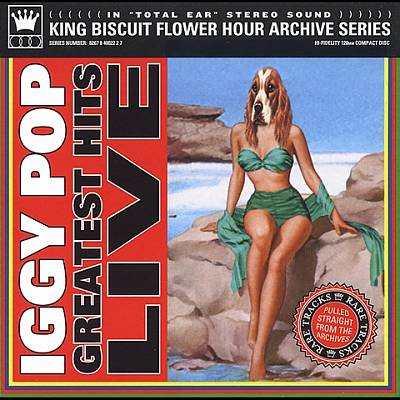 IN "TOTAL EAR" STEREO SOUND
KING BISCUIT FLOWER HOUR ARCHIVE SERIES
HI-FIDELITY 120mm COMPACT DISC
IGGY POP
GREATEST HITS
LIVE
RARE TRACKS
RARE TRACKS
PULLED
STRAIGHT
FROM THE
ARCHIVES